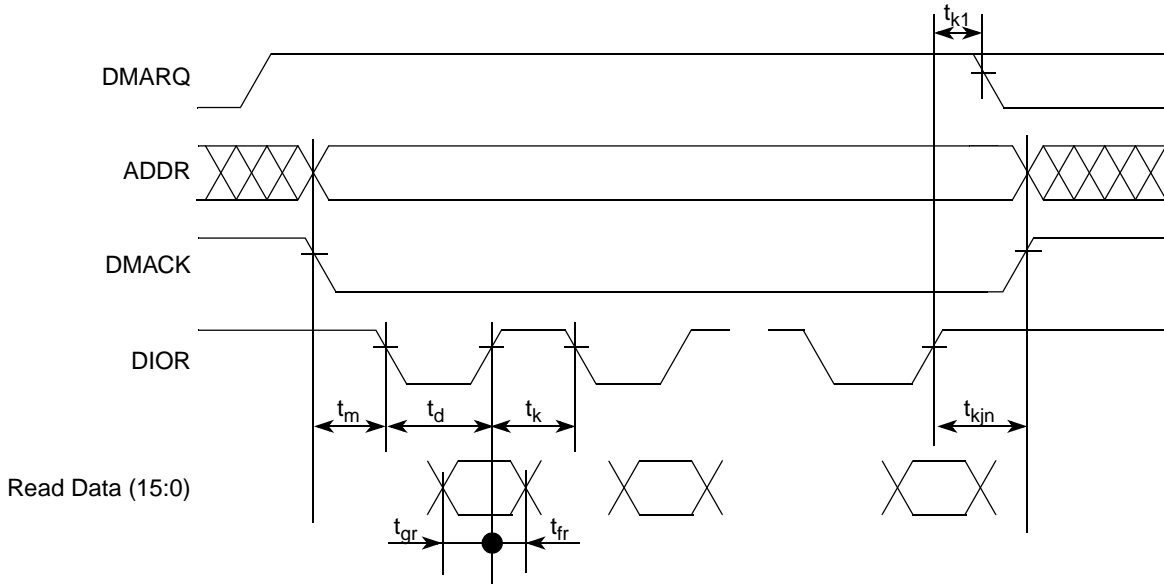 tk1
DMARQ
ADDR
DMACK
DIOR
tm
td
tk
tkjn
Read Data (15:0)
tgr
tfr